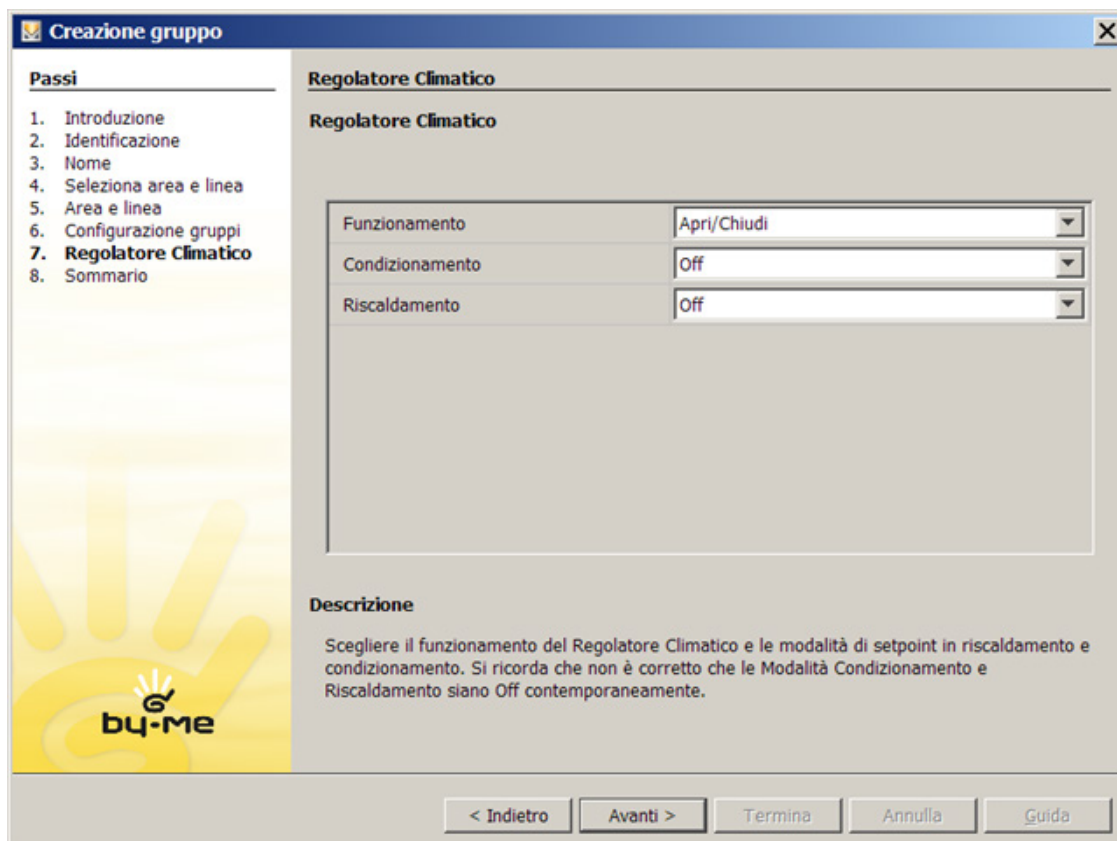 Creazione gruppo
Passi
1. Introduzione
2. Identificazione
3. Nome
4. Seleziona area e linea
5. Area e linea
6. Configurazione gruppi
7. Regolatore Climatico
8. Sommario
by-me
Regolatore Climatico
Regolatore Climatico
Funzionamento Apri/Chiudi
Condizionamento Off
Riscaldamento Off
Descrizione
Scegliere il funzionamento del Regolatore Climatico e le modalità di setpoint in riscaldamento e
condizionamento. Si ricorda che non è corretto che le Modalità Condizionamento e
Riscaldamento siano Off contemporaneamente.
< Indietro Avanti > Termina Annulla Guida